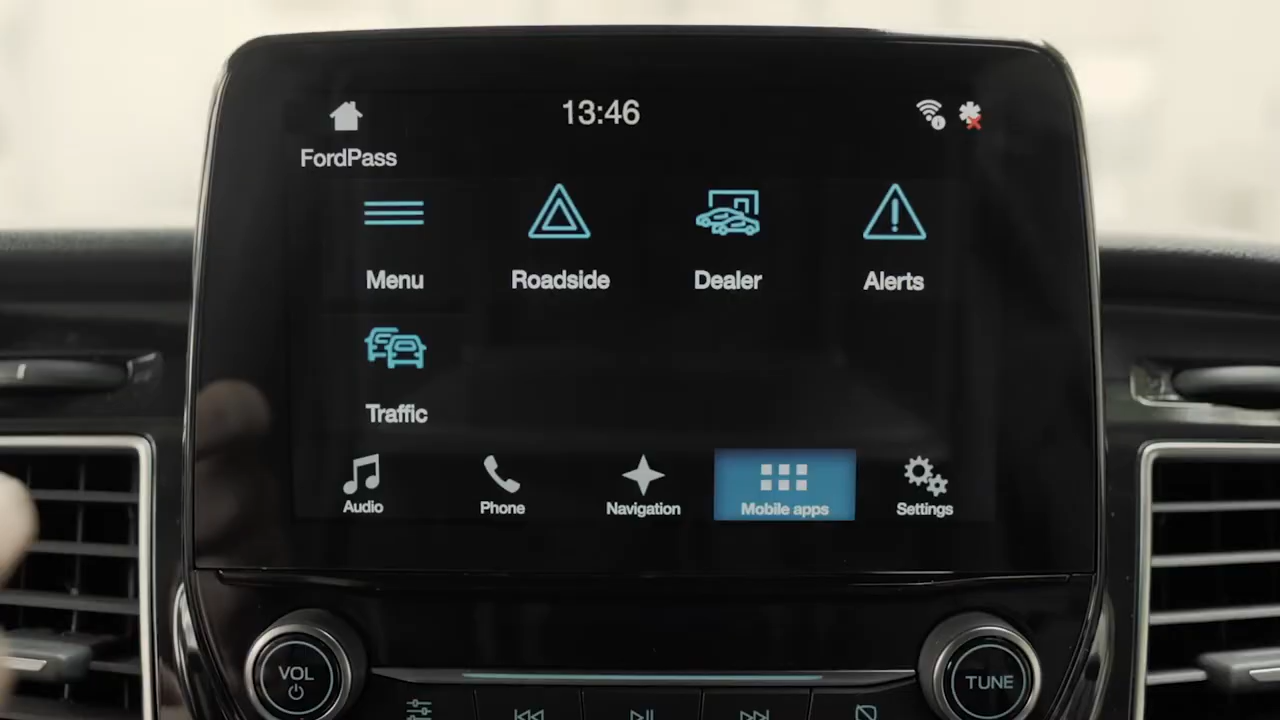 13:46
FordPass
Menu
Roadside
Dealer
Alerts
Traffic
Audio
Phone
Navigation
Mobile apps
Settings
VOL
TUNE